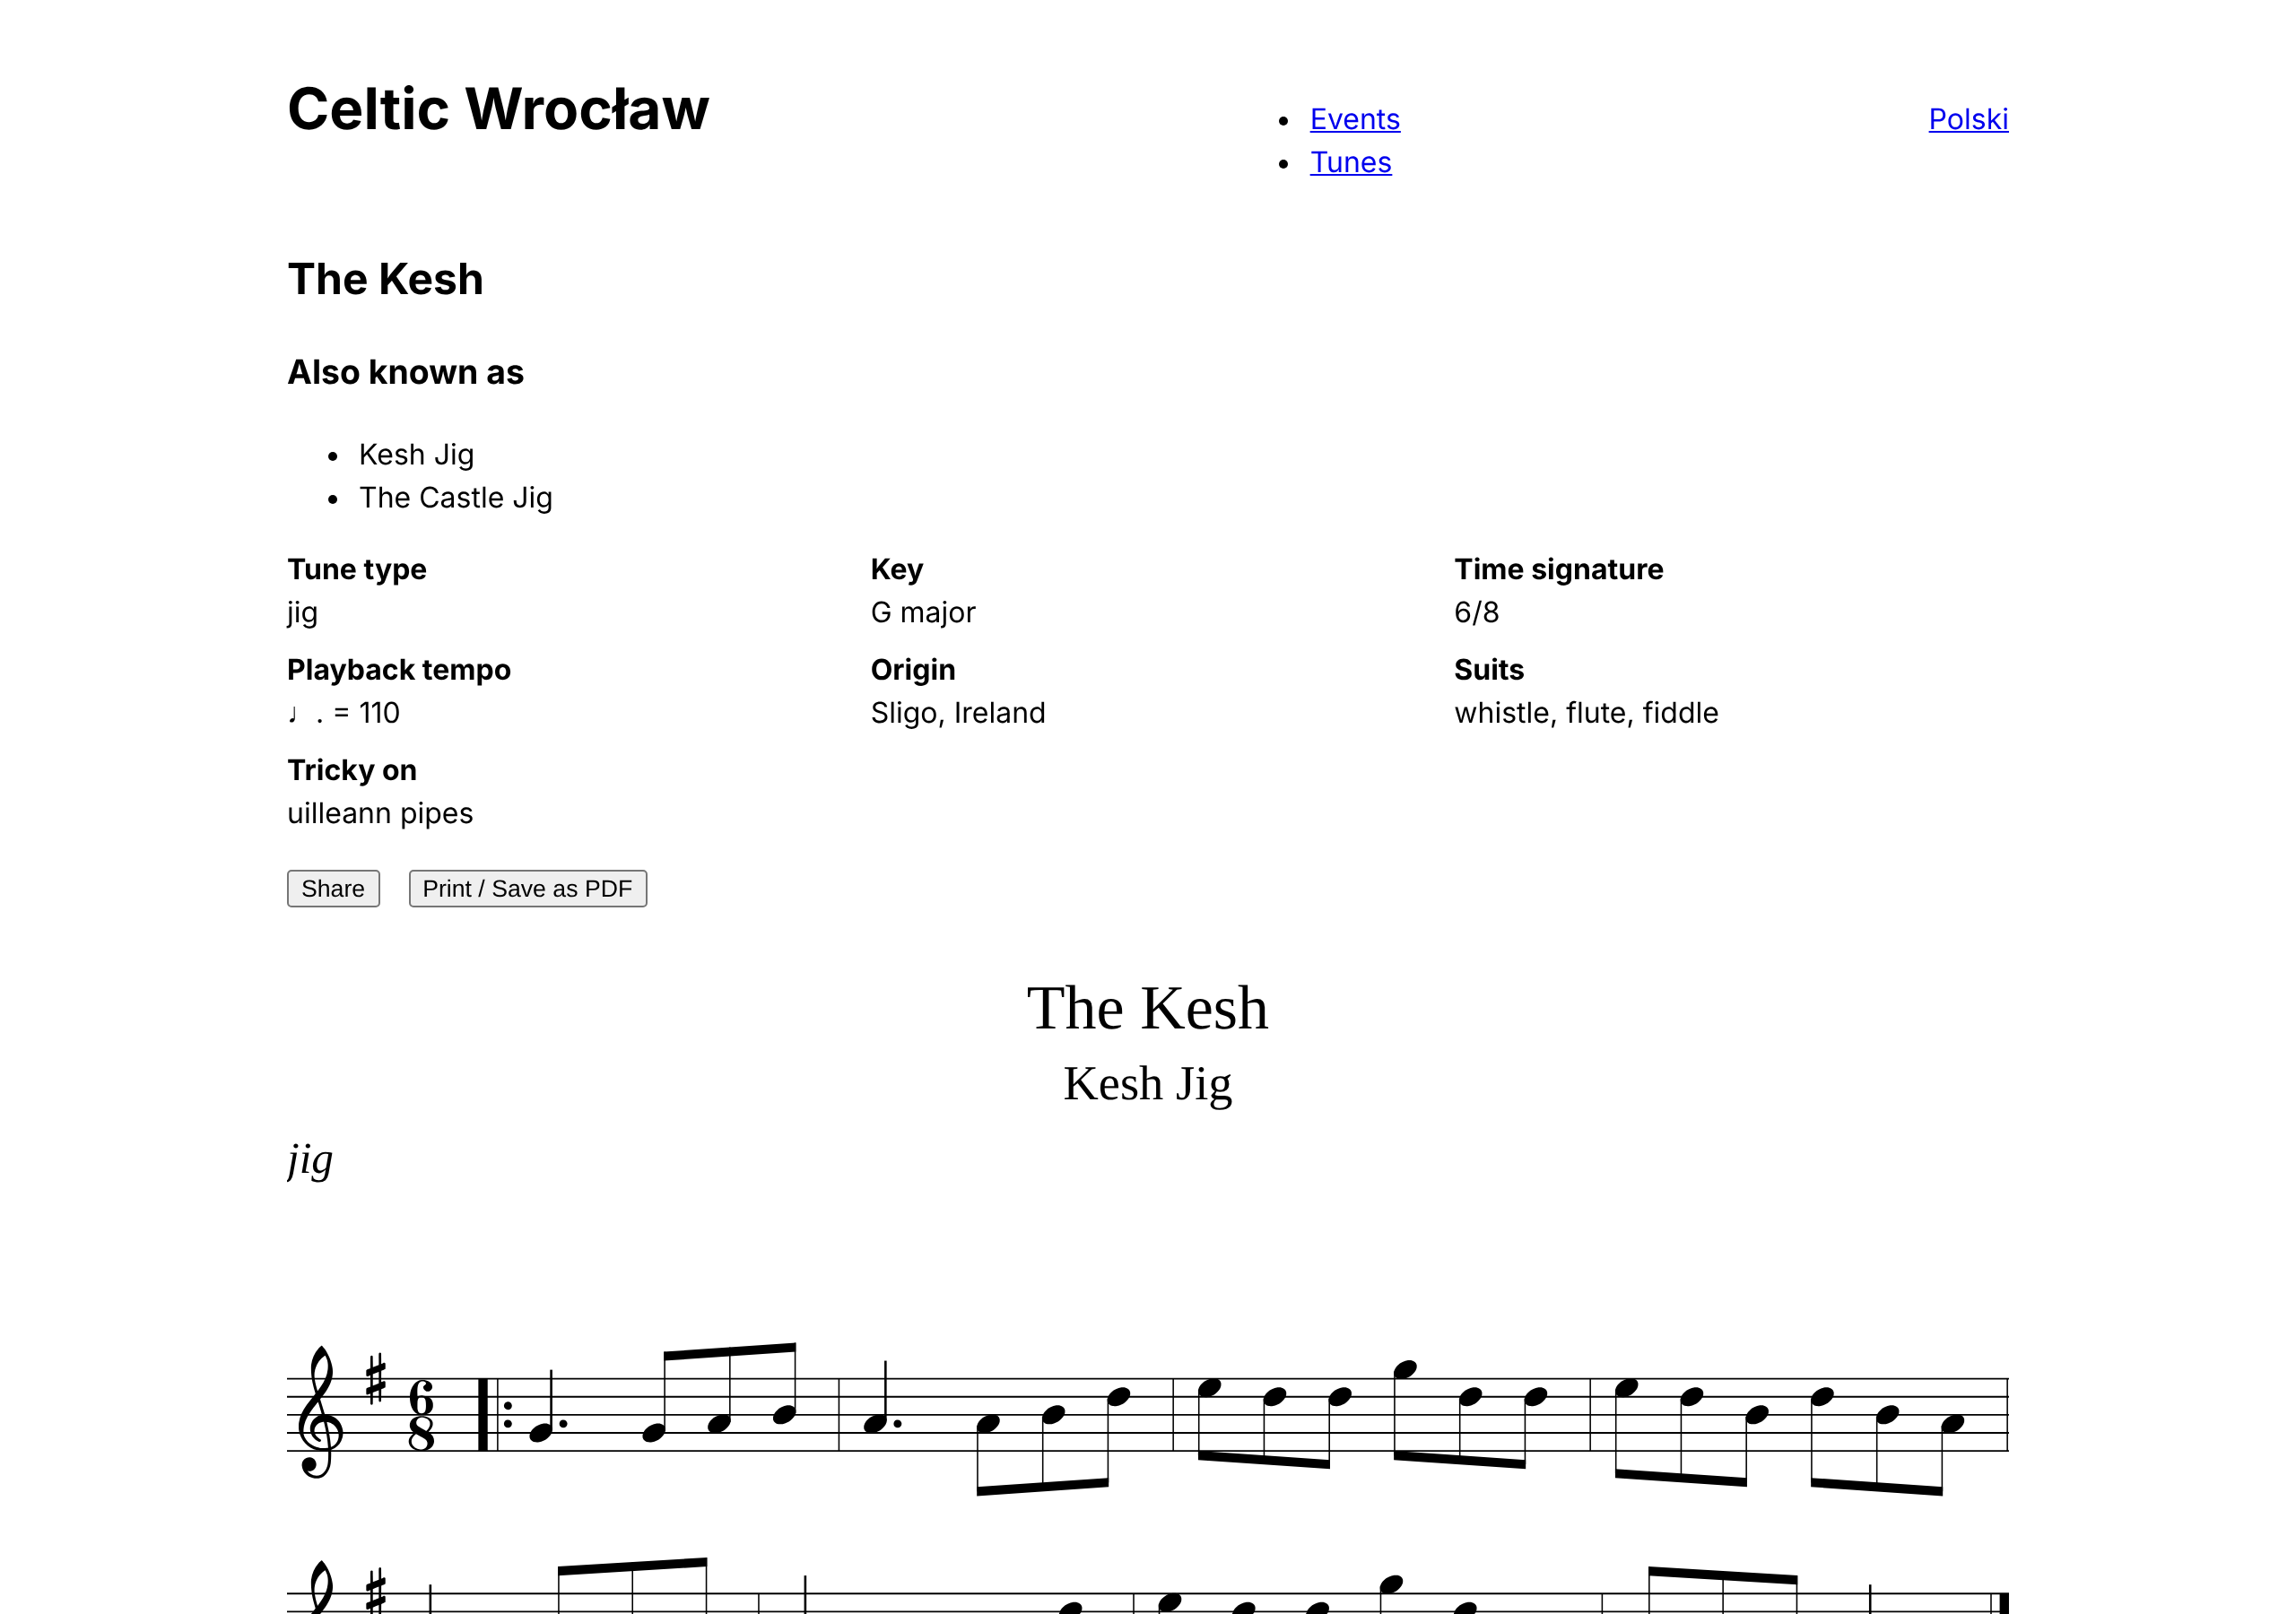 Celtic Wrocław
Events
Tunes
Polski
The Kesh
Also known as
Kesh Jig
The Castle Jig
Tune type
jig
Key
G major
Time signature
6/8
Playback tempo
♩. = 110
Origin
Sligo, Ireland
Suits
whistle, flute, fiddle
Tricky on
uilleann pipes
Share
Print / Save as PDF
The Kesh
Kesh Jig
jig
6
8